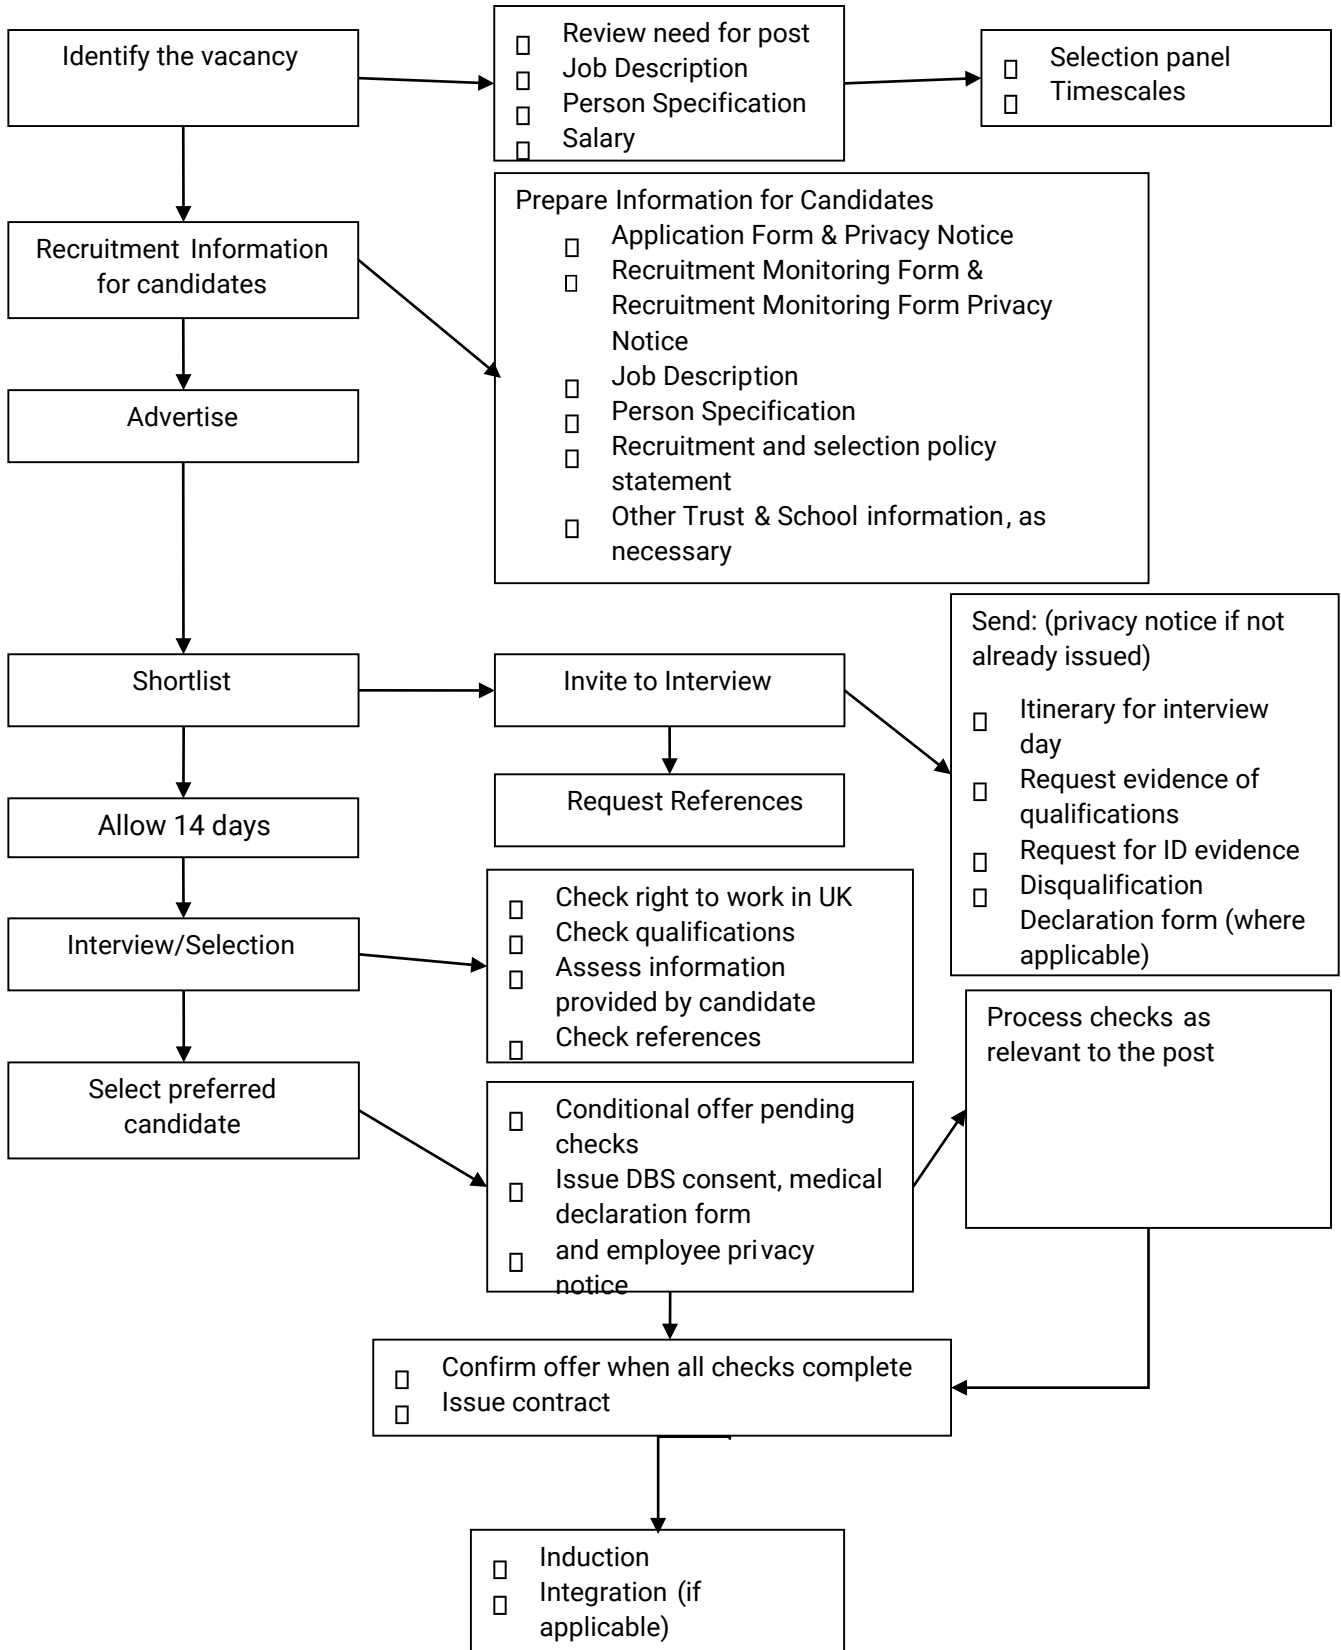 Identify the vacancy
Review need for post
Job Description
Person Specification
Salary
Selection panel
Timescales
Recruitment Information
for candidates
Prepare Information for Candidates
Application Form & Privacy Notice
Recruitment Monitoring Form &
Recruitment Monitoring Form Privacy
Notice
Job Description
Person Specification
Recruitment and selection policy
statement
Other Trust & School information, as
necessary
Advertise
Shortlist
Invite to Interview
Send: (privacy notice if not
already issued)
Itinerary for interview
day
Request evidence of
qualifications
Request for ID evidence
Disqualification
Declaration form (where
applicable)
Request References
Allow 14 days
Interview/Selection
Check right to work in UK
Check qualifications
Assess information
provided by candidate
Check references
Select preferred
candidate
Conditional offer pending
checks
Issue DBS consent, medical
declaration form
and employee privacy
notice
Process checks as
relevant to the post
Confirm offer when all checks complete
Issue contract
Induction
Integration (if
applicable)